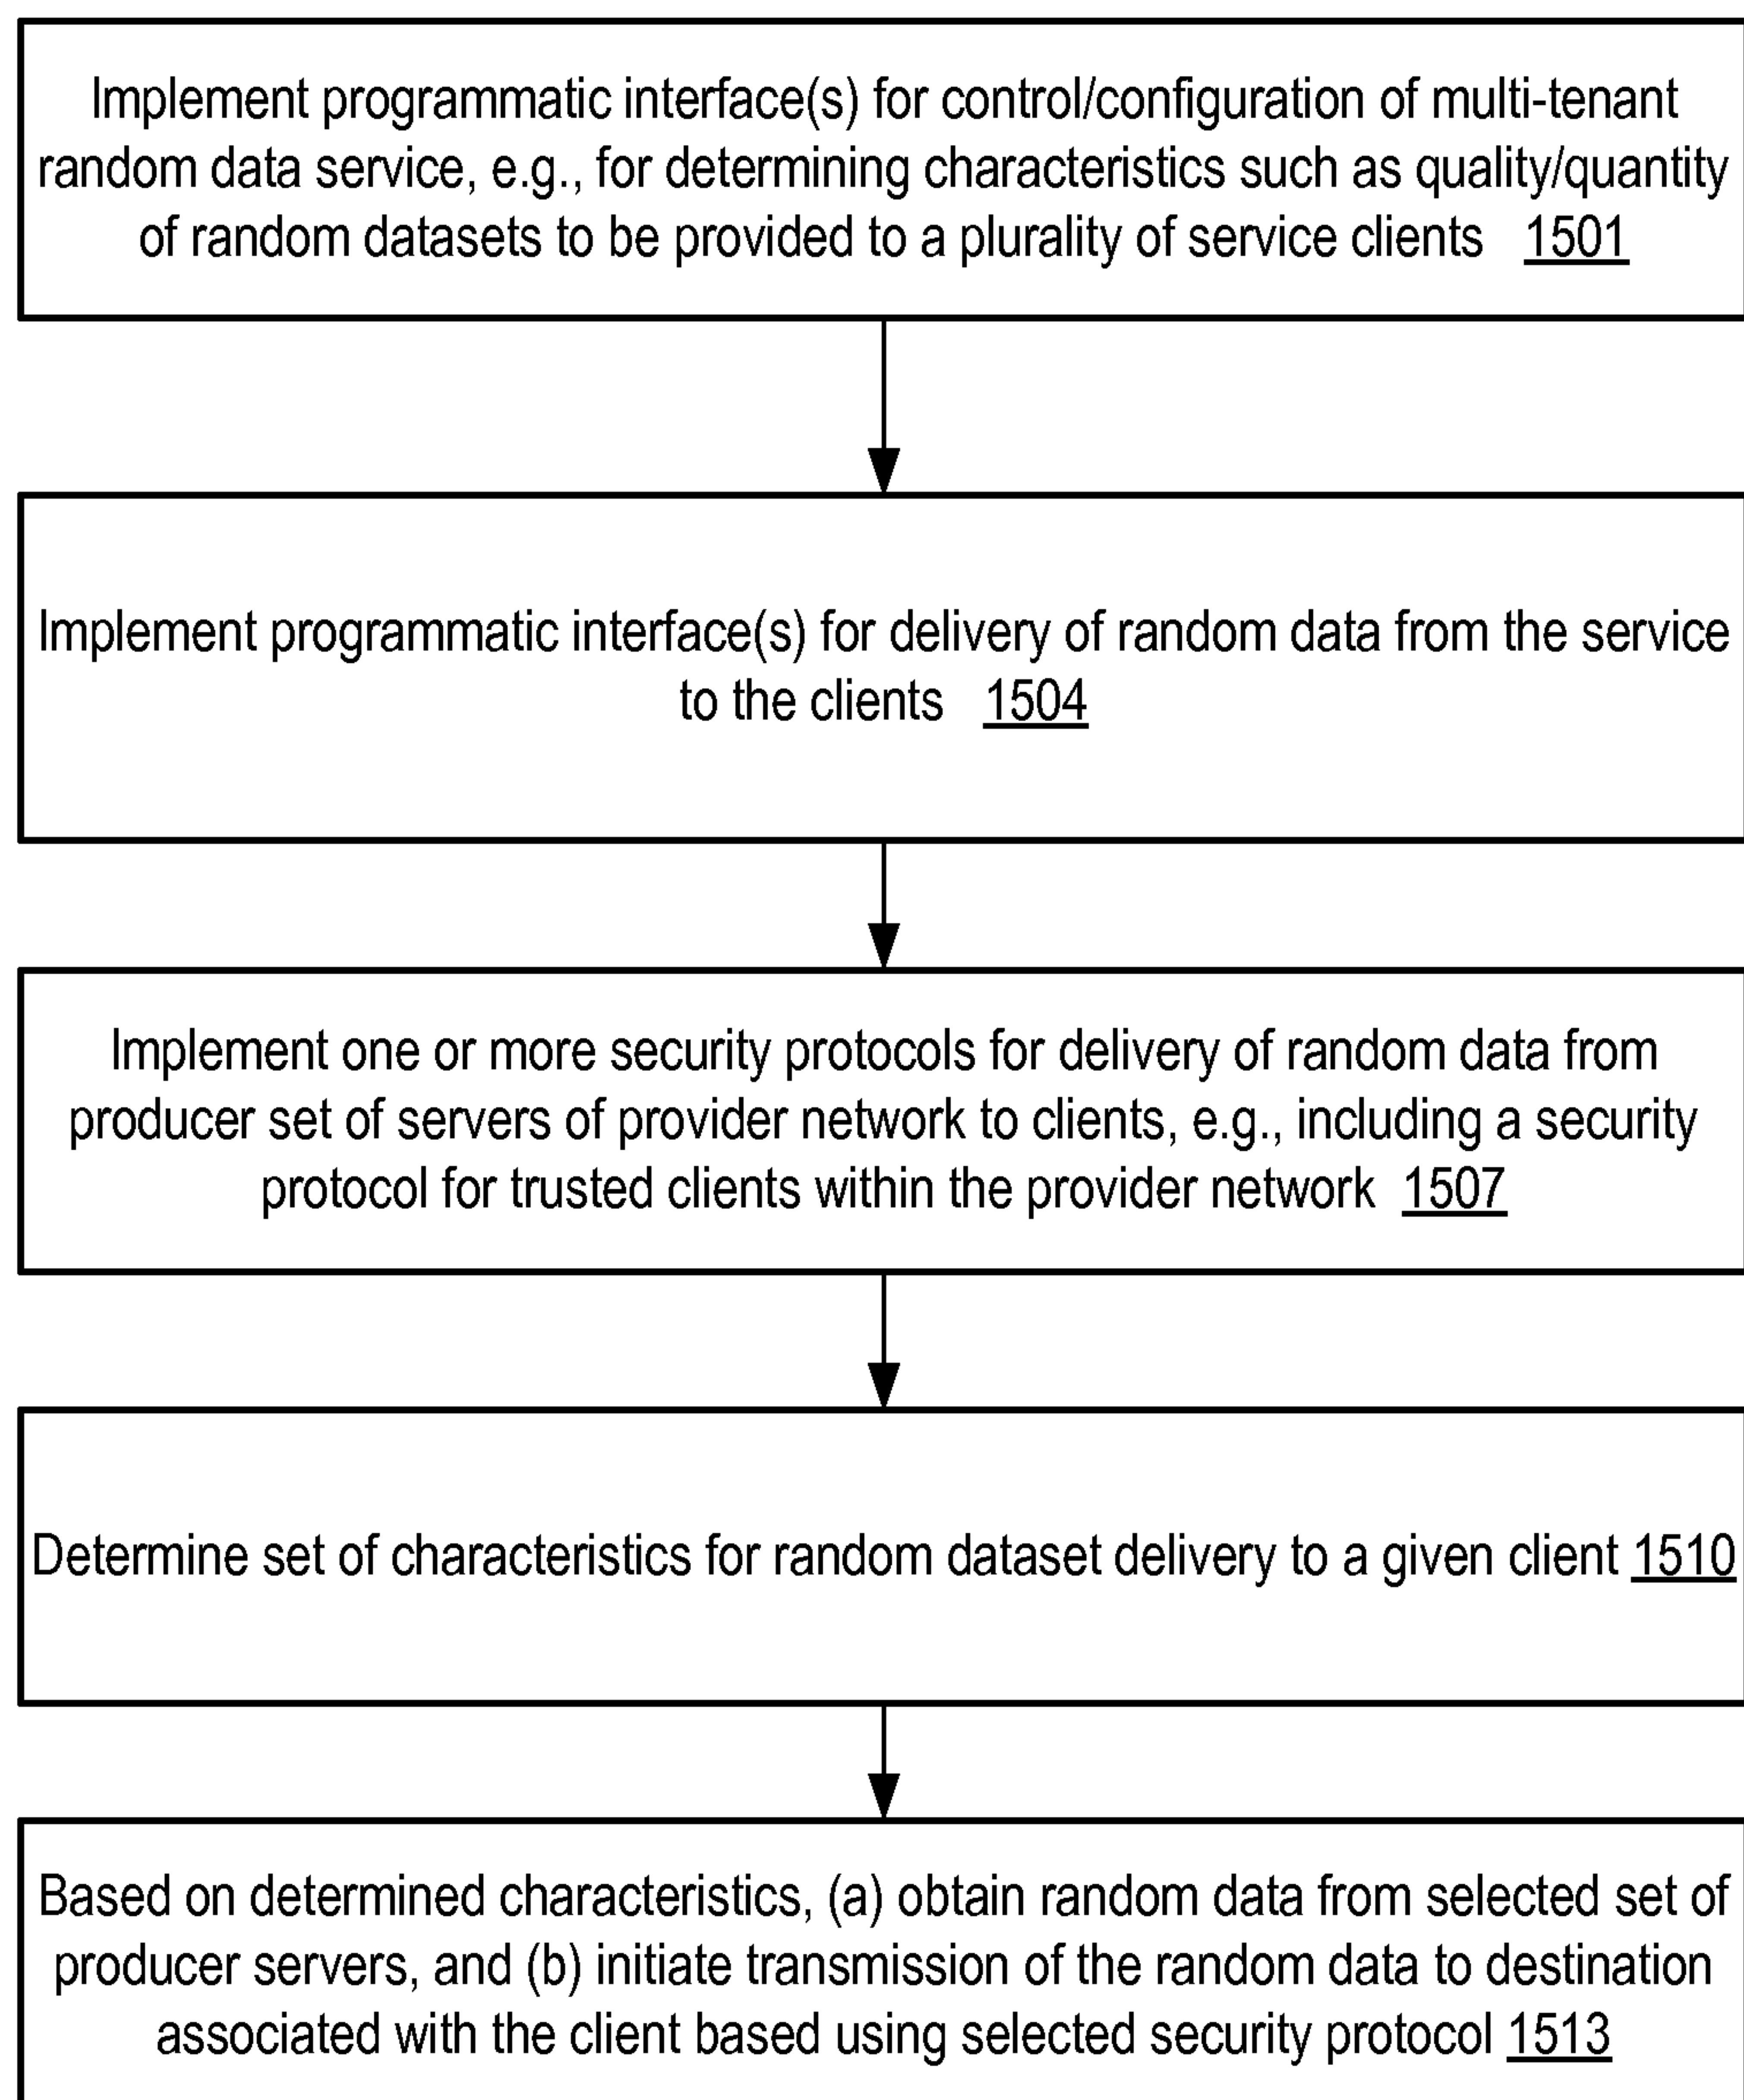 Implement programmatic interface(s) for control/configuration of multi-tenant
random data service, e.g., for determining characteristics such as quality/quantity
of random datasets to be provided to a plurality of service clients 1501
Implement programmatic interface(s) for delivery of random data from the service
to the clients 1504
Implement one or more security protocols for delivery of random data from
producer set of servers of provider network to clients, e.g., including a security
protocol for trusted clients within the provider network 1507
Determine set of characteristics for random dataset delivery to a given client 1510
Based on determined characteristics, (a) obtain random data from selected set of
producer servers, and (b) initiate transmission of the random data to destination
associated with the client based using selected security protocol 1513